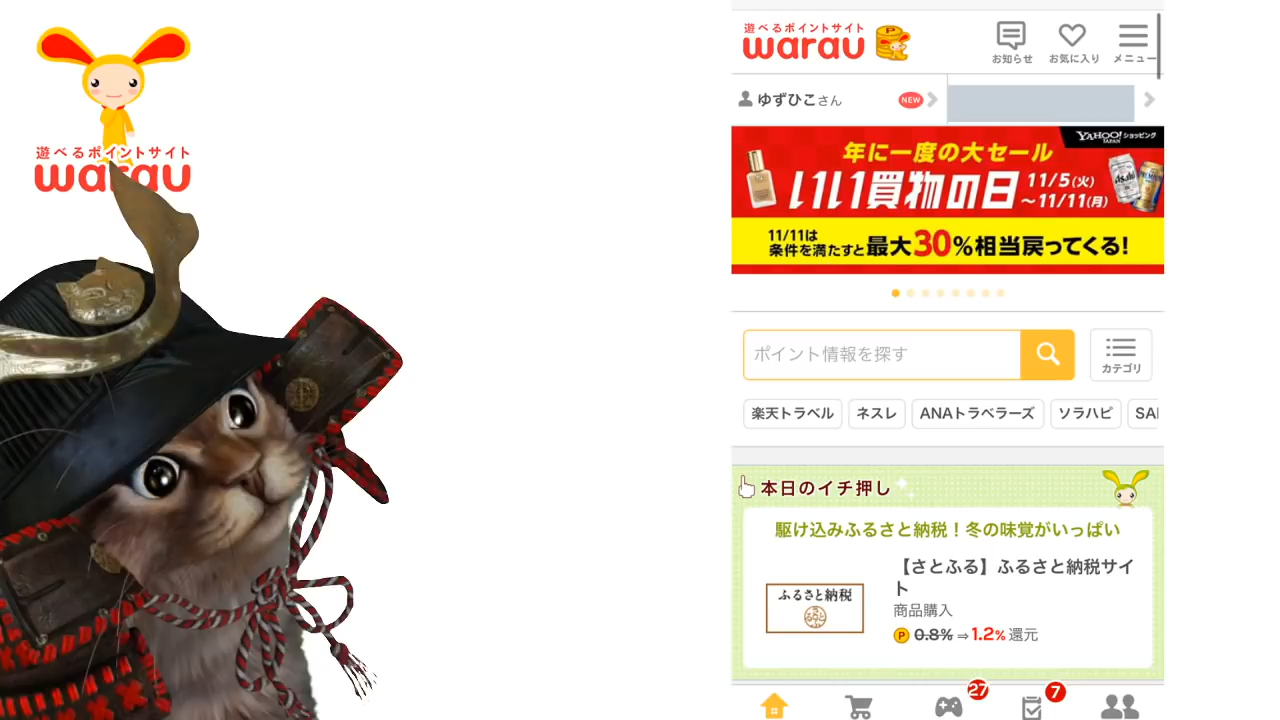 遊べるポイントサイト
warau
遊べるポイントサイト
warau
お知らせ
お気に入り
メニュー
ゆずひこさん
NEW
YAHOO! JAPAN ショッピング
年に一度の大セール
いい買物の日
11/5(火)
～11/11(月)
11/11は
条件を満たすと最大30%相当戻ってくる!
ポイント情報を探す
カテゴリ
楽天トラベル
ネスレ
ANAトラベラーズ
ソラハピ
SAI
本日のイチ押し
駆け込みふるさと納税！冬の味覚がいっぱい
【さとふる】ふるさと納税サイ
ト
ふるさと納税
商品購入
P 0.8% ⇒ 1.2% 還元
27
7